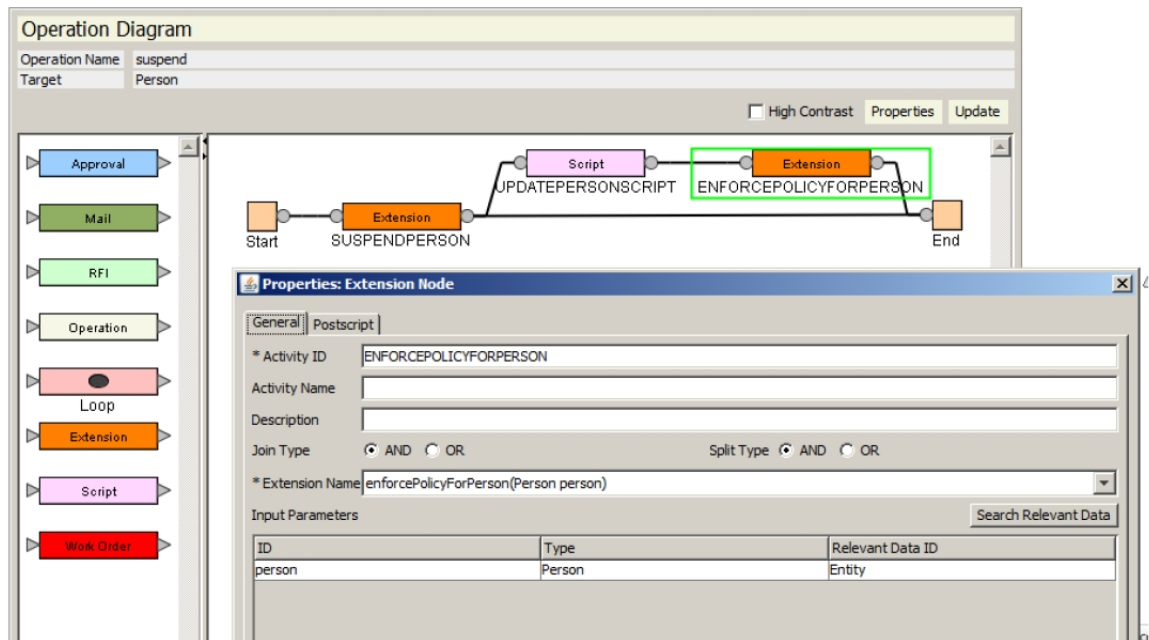 Operation Diagram
Operation Name suspend
Target Person
High Contrast Properties Update
Approval
Mail
RFI
Operation
Loop
Extension
Script
Work Order
Script
UPDATEPERSONSCRIPT
Extension
ENFORCEPOLICYFORPERSON
Start
Extension
SUSPENDPERSON
End
Properties: Extension Node
General Postscript
* Activity ID ENFORCEPOLICYFORPERSON
Activity Name
Description
Join Type AND OR Split Type AND OR
* Extension Name enforcePolicyForPerson(Person person)
Input Parameters Search Relevant Data
ID Type Relevant Data ID
person Person Entity